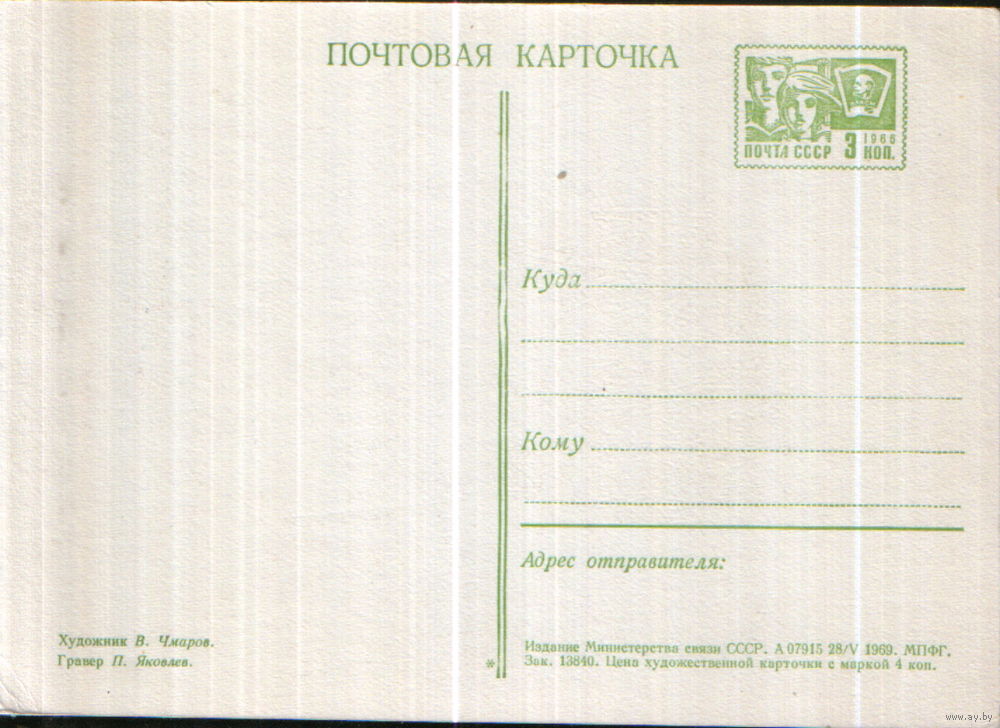 ПОЧТОВАЯ КАРТОЧКА
ПОЧТА СССР 3 1966 КОП.
Куда
Кому
Адрес отправителя:
Художник В. Чмаров.
Гравер П. Яковлев.
*
Издание Министерства связи СССР. А 07915 28/V 1969. МПФГ.
Зак. 13840. Цена художественной карточки с маркой 4 коп.
www.ay.by